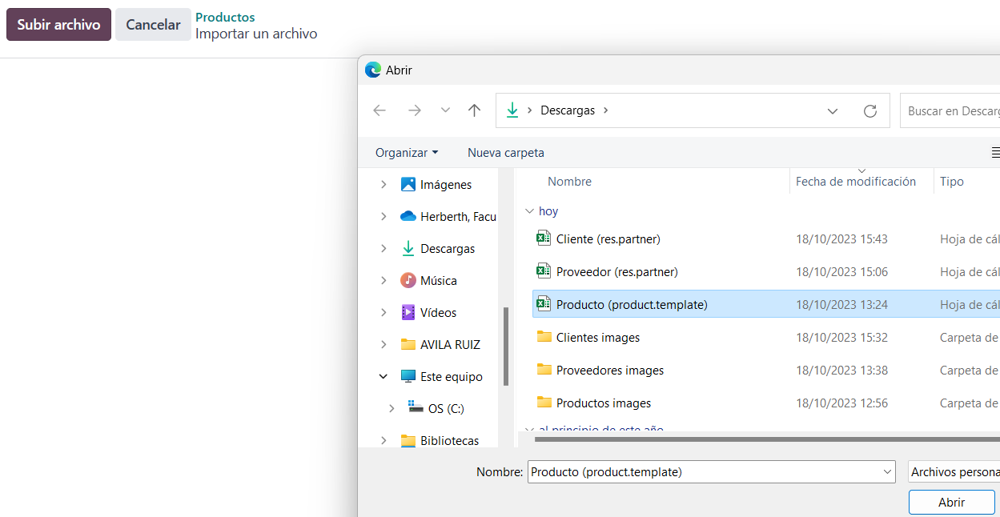 Subir archivo
Cancelar
Productos
Importar un archivo
Abrir
Descargas
Buscar en Descarg
Organizar
Nueva carpeta
Imágenes
Herberth, Facu
Descargas
Música
Vídeos
AVILA RUIZ
Este equipo
OS (C:)
Bibliotecas
Nombre Fecha de modificación Tipo
hoy
Cliente (res.partner) 18/10/2023 15:43 Hoja de cál
Proveedor (res.partner) 18/10/2023 15:06 Hoja de cál
Producto (product.template) 18/10/2023 13:24 Hoja de cál
Clientes images 18/10/2023 15:32 Carpeta de
Proveedores images 18/10/2023 13:38 Carpeta de
Productos images 18/10/2023 12:56 Carpeta de
al principio de este año
Nombre: Producto (product.template) Archivos persona
Abrir